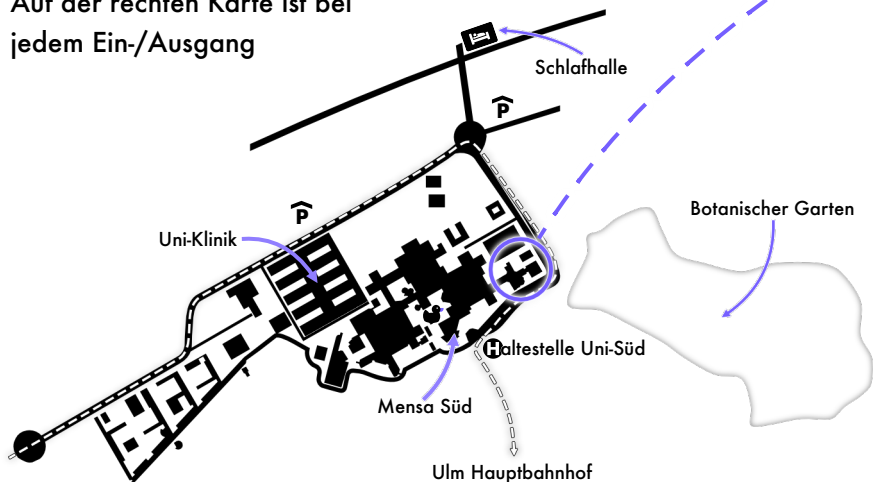 Auf der rechten Karte ist bei
jedem Ein-/Ausgang
Schlafhalle
P
Botanischer Garten
P
Uni-Klinik
Haltestelle Uni-Süd
Mensa Süd
Ulm Hauptbahnhof